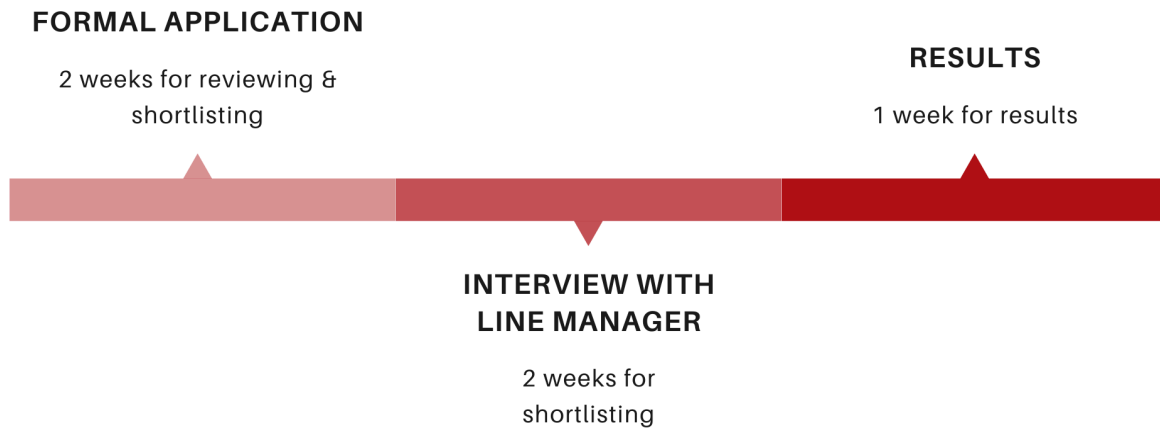 FORMAL APPLICATION
2 weeks for reviewing &
shortlisting
INTERVIEW WITH
LINE MANAGER
2 weeks for
shortlisting
RESULTS
1 week for results